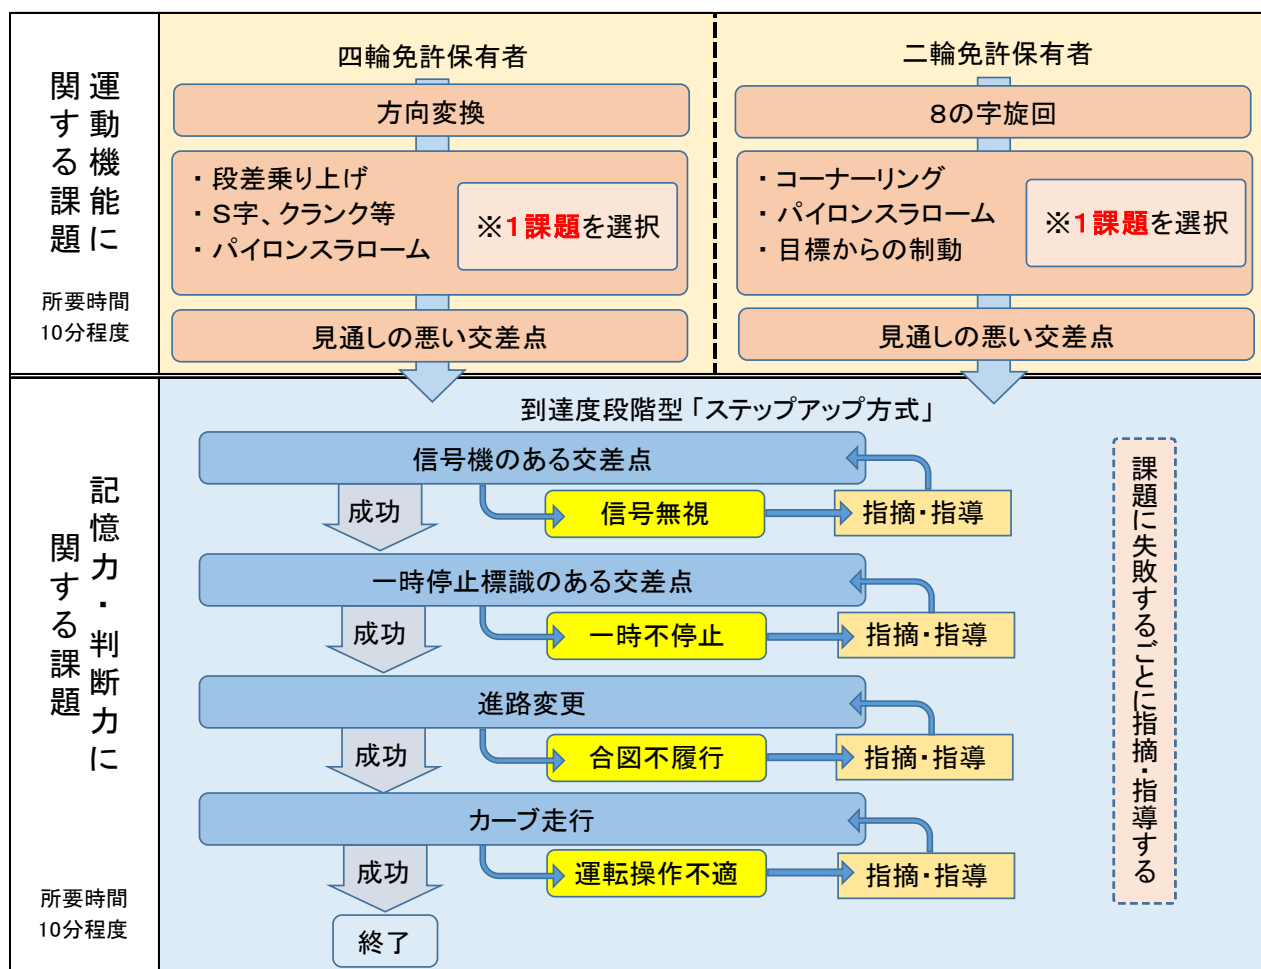 運動機能に
関する課題
所要時間
10分程度
四輪免許保有者
方向変換
・ 段差乗り上げ
・ S字、クランク等
・ パイロンスラローム
※1課題を選択
見通しの悪い交差点
二輪免許保有者
8の字旋回
・ コーナーリング
・ パイロンスラローム
・ 目標からの制動
※1課題を選択
見通しの悪い交差点
記憶力・判断力に
関する課題
所要時間
10分程度
到達度段階型「ステップアップ方式」
信号機のある交差点
成功
信号無視
指摘・指導
一時停止標識のある交差点
成功
一時不停止
指摘・指導
進路変更
成功
合図不履行
指摘・指導
カーブ走行
成功
運転操作不適
指摘・指導
終了
課題に失敗するごとに指摘・指導する